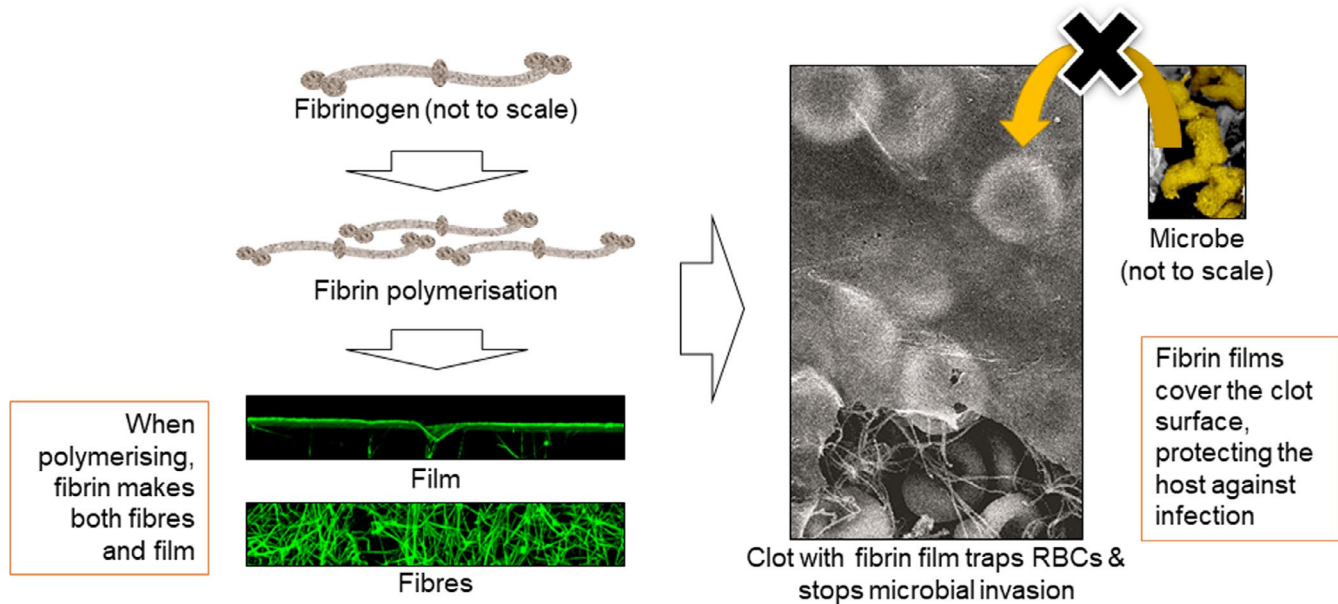 Fibrinogen (not to scale)
Fibrin polymerisation
When
polymerising,
fibrin makes
both fibres
and film
Film
Fibres
Clot with fibrin film traps RBCs &
stops microbial invasion
Microbe
(not to scale)
Fibrin films
cover the clot
surface,
protecting the
host against
infection